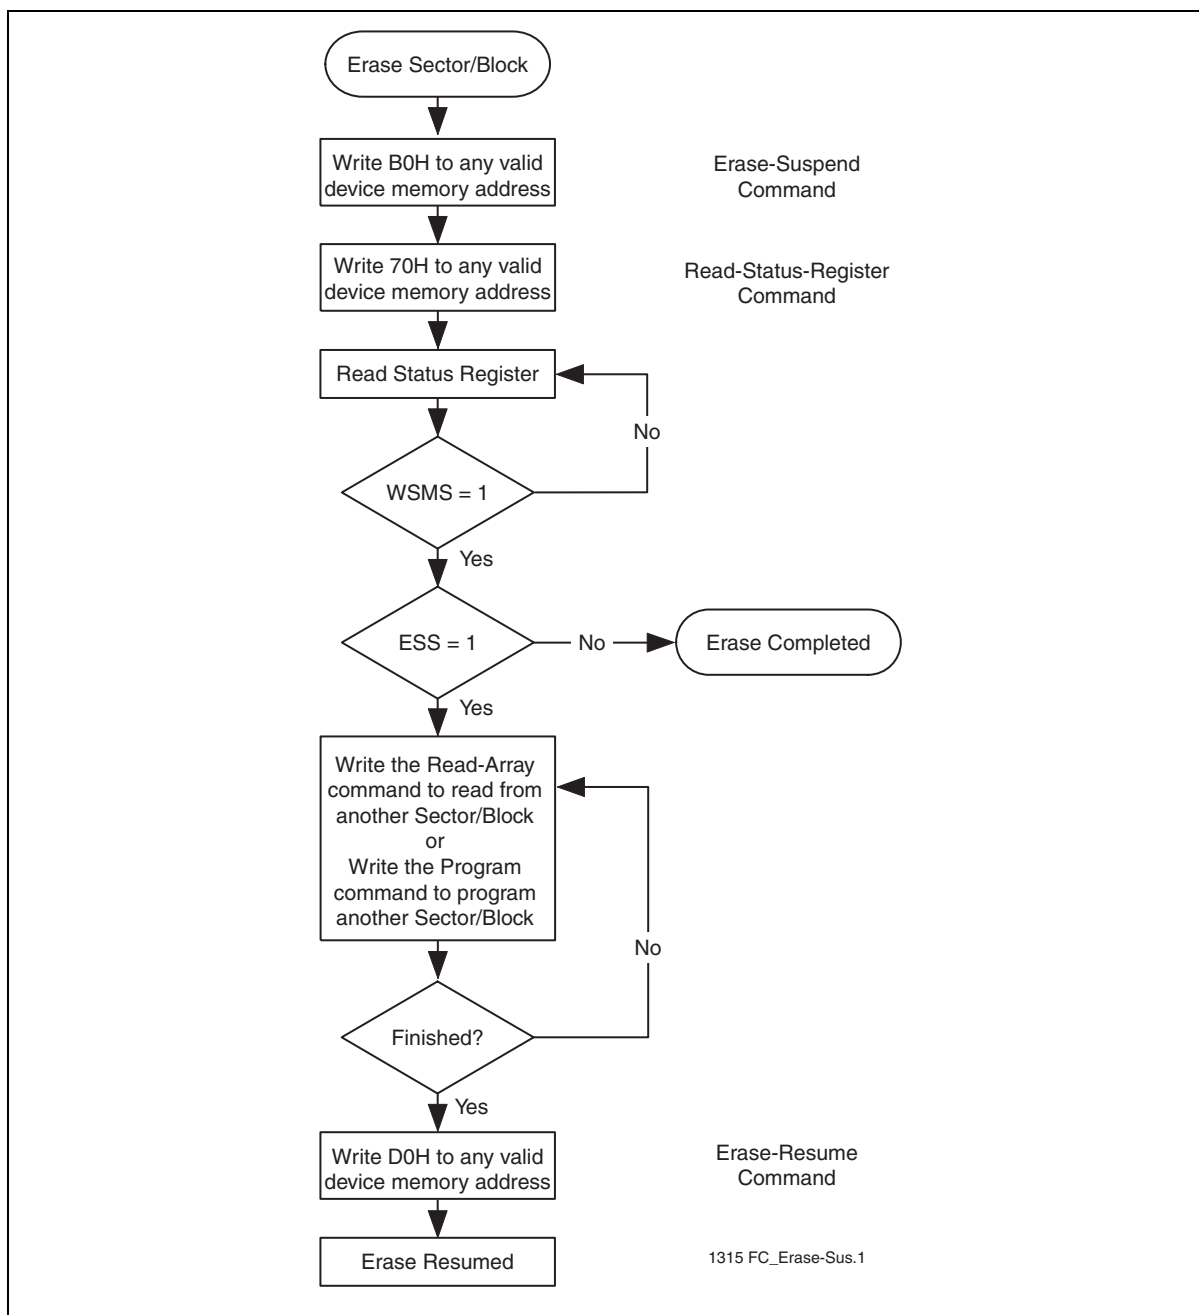 Erase Sector/Block
Write B0H to any valid
device memory address
Erase-Suspend
Command
Write 70H to any valid
device memory address
Read-Status-Register
Command
Read Status Register
No
WSMS = 1
Yes
ESS = 1
No
Erase Completed
Yes
Write the Read-Array
command to read from
another Sector/Block
or
Write the Program
command to program
another Sector/Block
No
Finished?
Yes
Write D0H to any valid
device memory address
Erase-Resume
Command
Erase Resumed
1315 FC_Erase-Sus.1